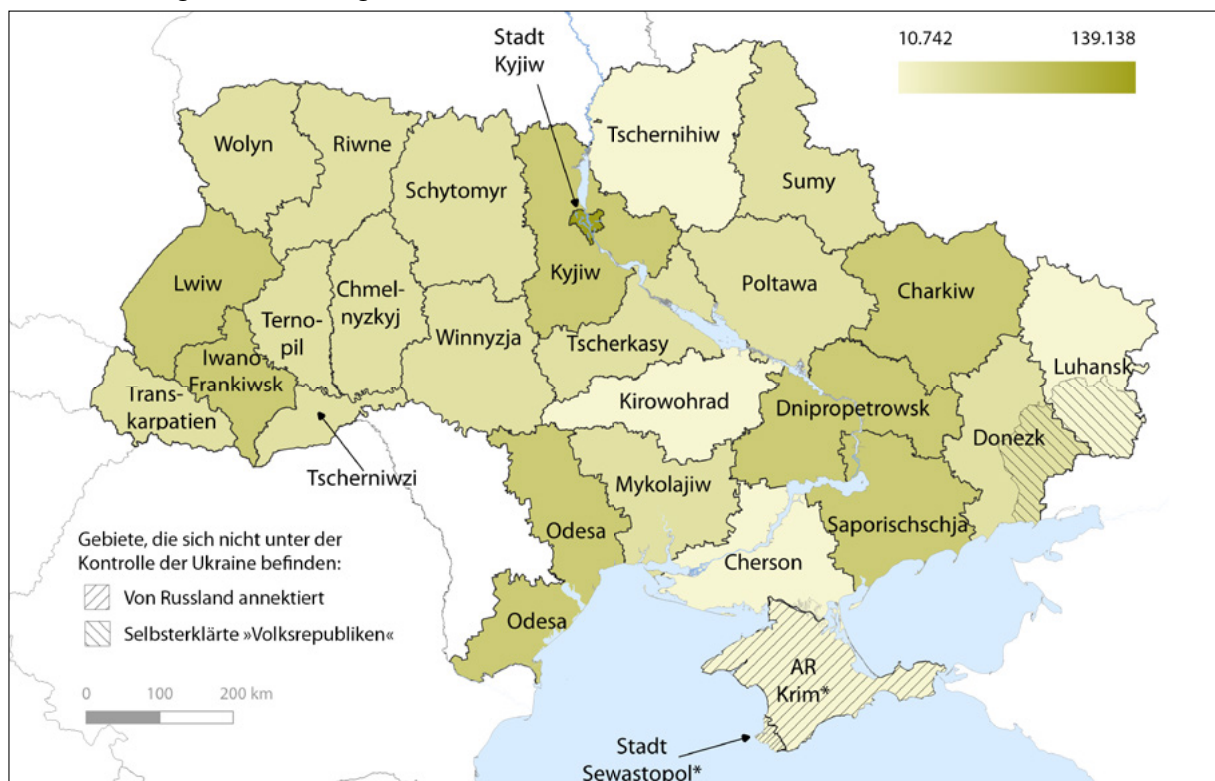 Stadt
Kyjiw
10.742
139.138
Tschernihiw
Wolyn
Riwne
Sumy
Schytomyr
Kyjiw
Lwiw
Chmel-
nyzkyj
Poltawa
Charkiw
Terno-
pil
Winnyzja
Tscherkasy
Iwano-
Frankiwsk
Luhansk
Trans-
karpatien
Kirowohrad
Dnipropetrowsk
Donezk
Tscherniwzi
Mykolajiw
Saporischschja
Odesa
Cherson
Gebiete, die sich nicht unter der
Kontrolle der Ukraine befinden:
Von Russland annektiert
Selbsterklärte »Volksrepubliken«
Odesa
AR
Krim*
0
100
200 km
Stadt
Sewastopol*